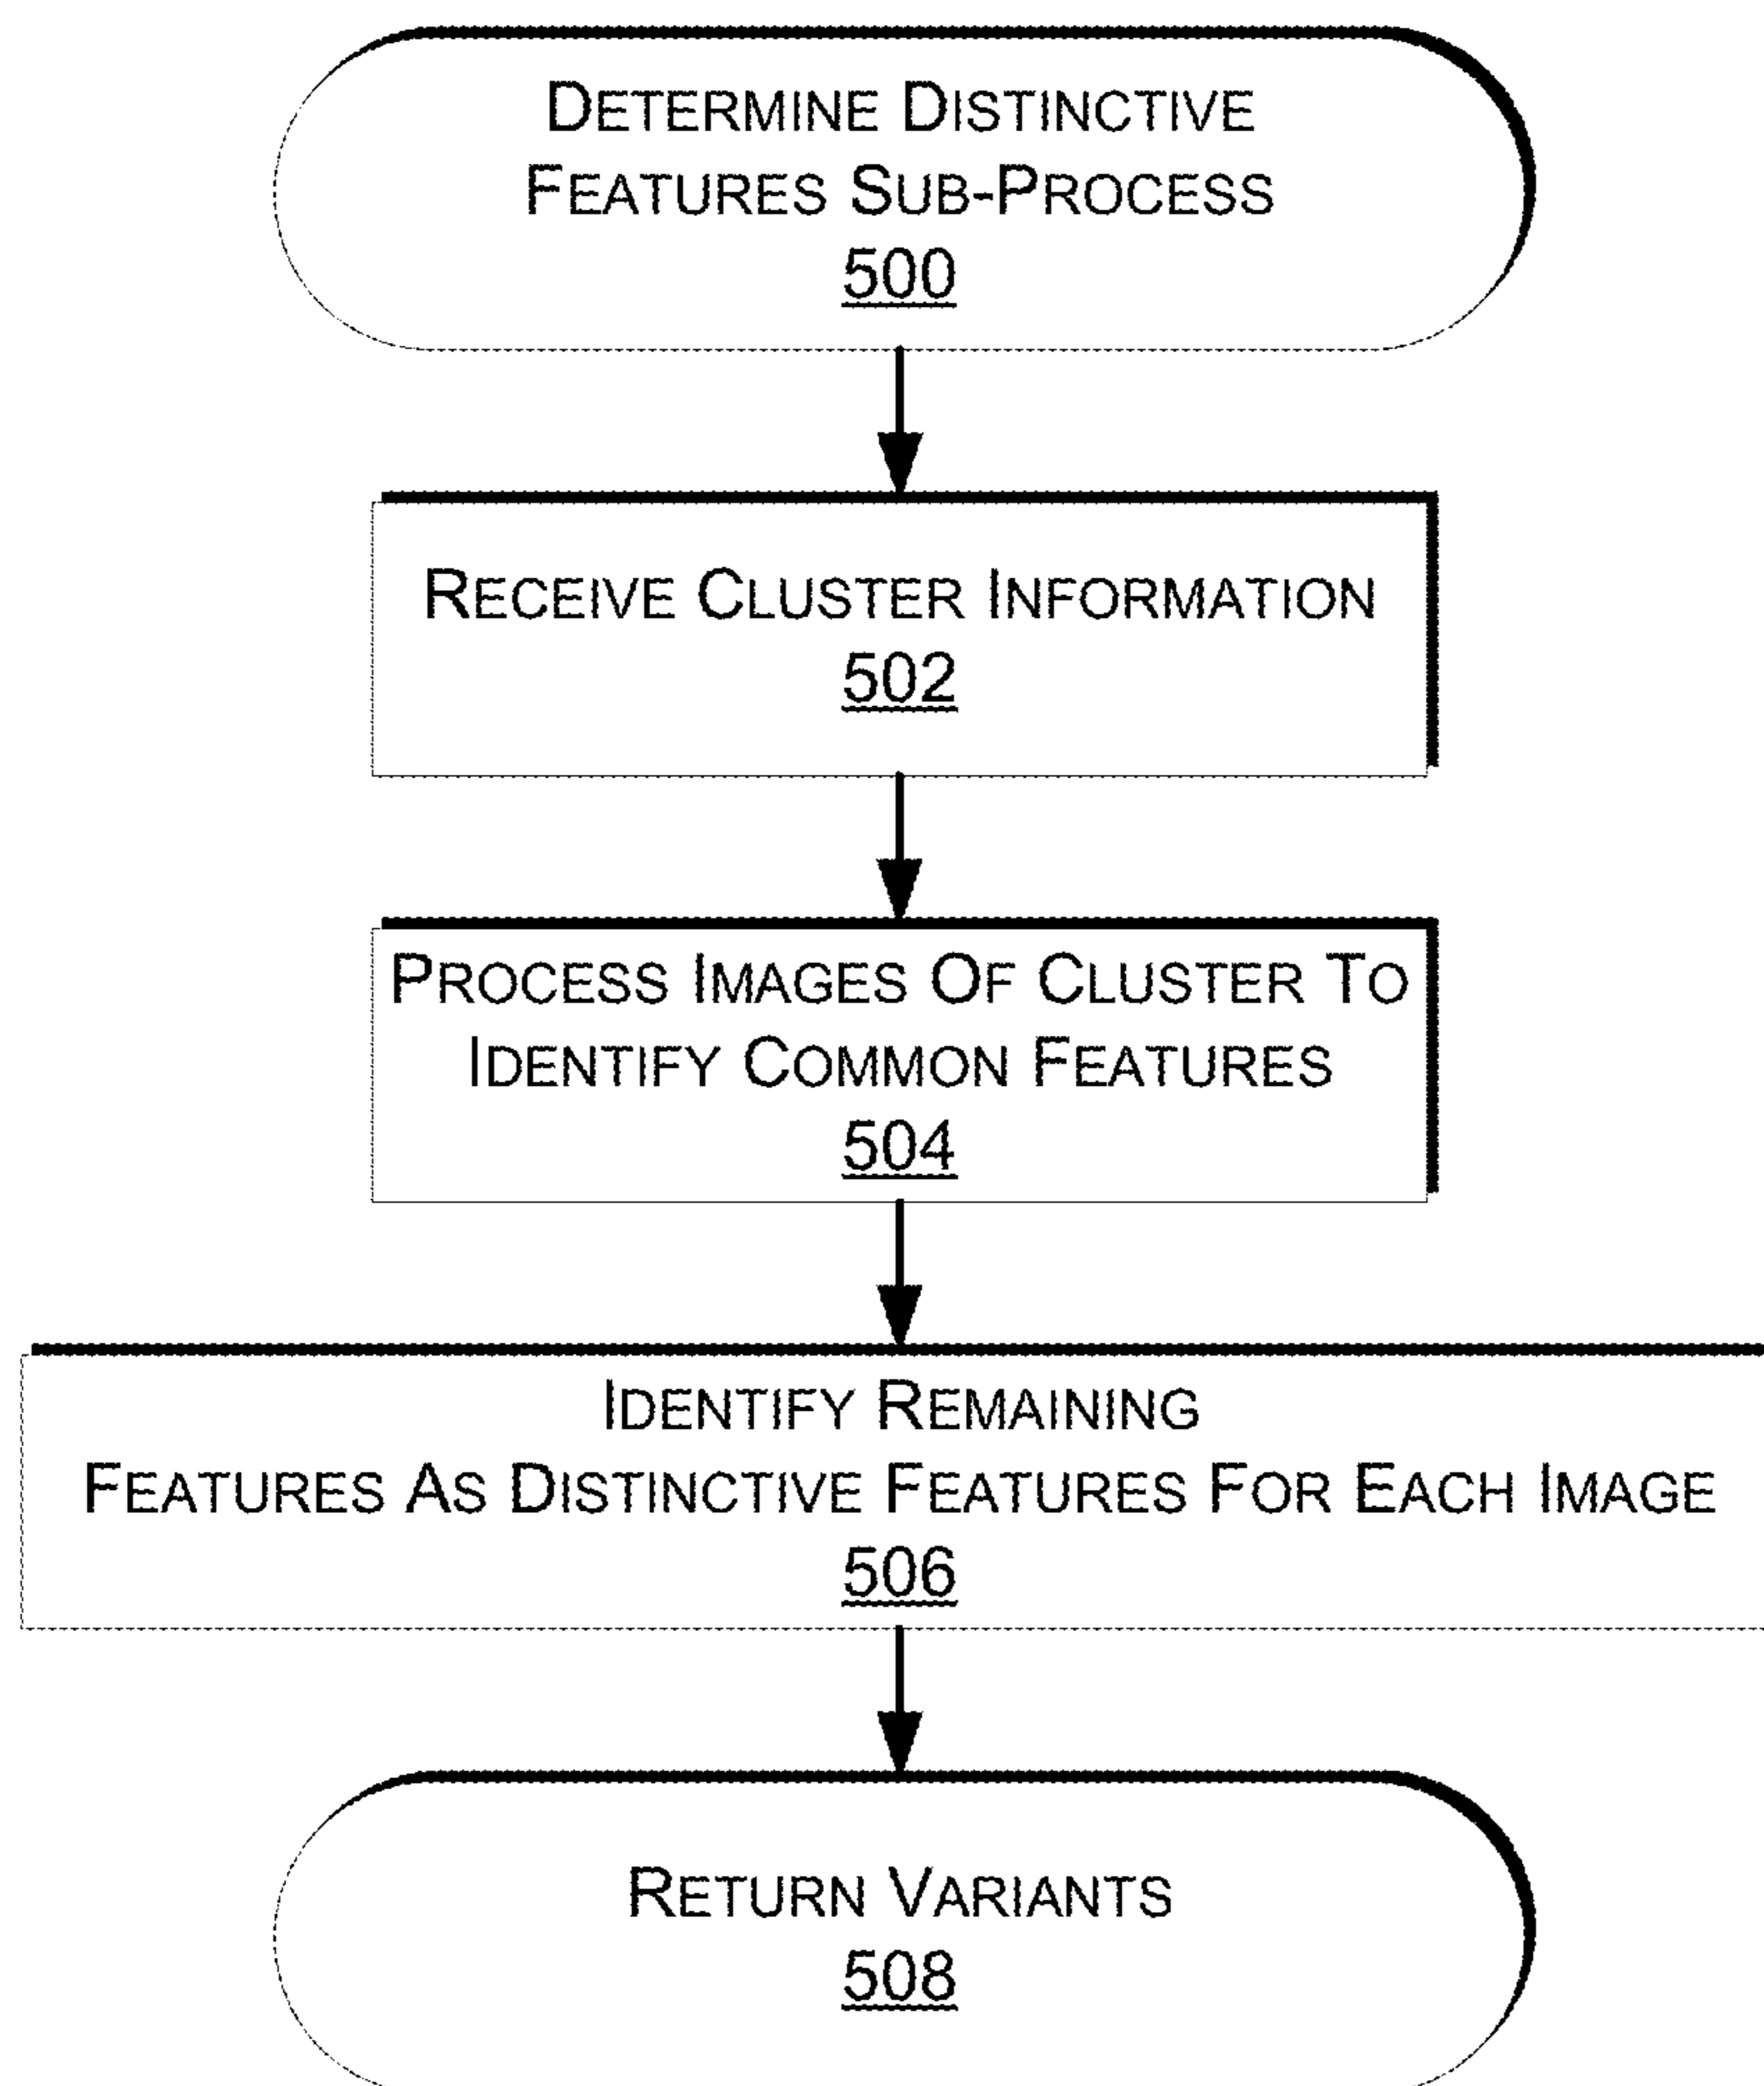 DETERMINE DISTINCTIVE
FEATURES SUB-PROCESS
500
RECEIVE CLUSTER INFORMATION
502
PROCESS IMAGES OF CLUSTER TO
IDENTIFY COMMON FEATURES
504
IDENTIFY REMAINING
FEATURES AS DISTINCTIVE FEATURES FOR EACH IMAGE
506
RETURN VARIANTS
508